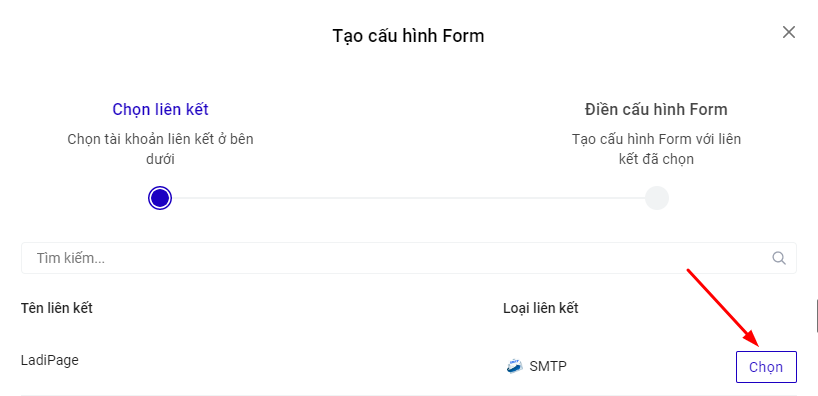 Tạo cấu hình Form
Chọn liên kết
Chọn tài khoản liên kết ở bên
dưới
Điền cấu hình Form
Tạo cấu hình Form với liên
kết đã chọn
Tìm kiếm...
Tên liên kết
Loại liên kết
LadiPage
SMTP
Chọn